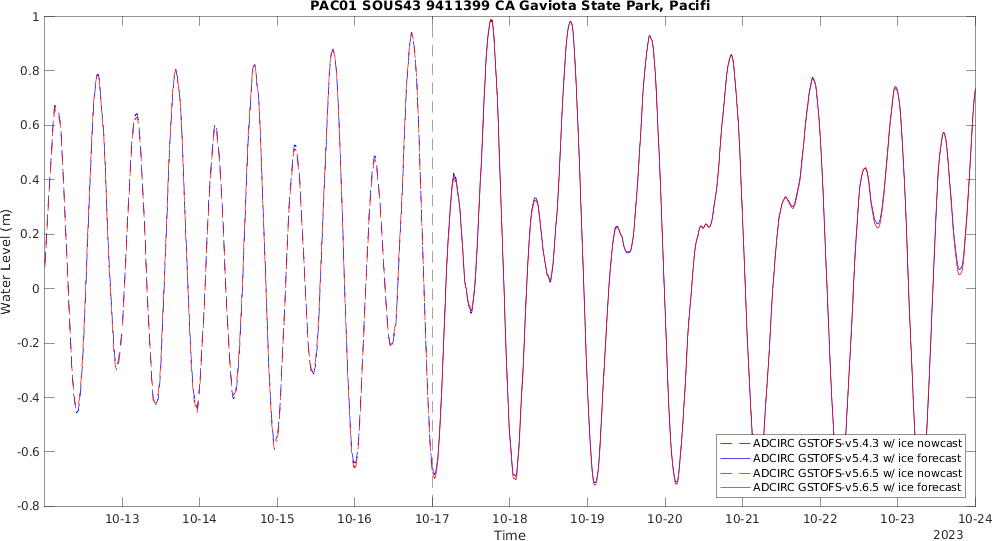 PAC01 SOUS43 9411399 CA Gaviota State Park, Pacifi
1
0.8
0.6
0.4
0.2
0
-0.2
-0.4
-0.6
-0.8
Water Level (m)
ADCIRC GSTOFS-v5.4.3 w/ ice nowcast
ADCIRC GSTOFS-v5.4.3 w/ ice forecast
ADCIRC GSTOFS-v5.6.5 w/ ice nowcast
ADCIRC GSTOFS-v5.6.5 w/ ice forecast
10-13 10-14 10-15 10-16 10-17 10-18 10-19 10-20 10-21 10-22 10-23 10-24
Time
2023